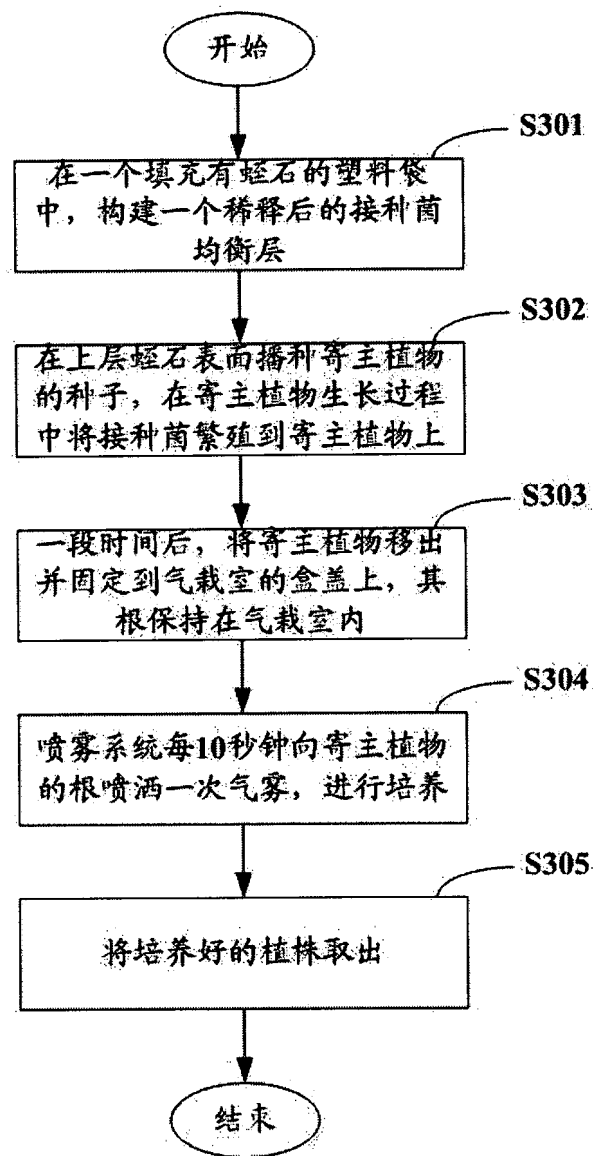 开始
S301
在一个填充有蛭石的塑料袋
中，构建一个稀释后的接种菌
均衡层
S302
在上层蛭石表面播种寄主植物
的种子，在寄主植物生长过程
中将接种菌繁殖到寄主植物上
S303
一段时间后，将寄主植物移出
并固定到气栽室的盒盖上，其
根保持在气栽室内
S304
喷雾系统每10秒钟向寄主植物
的根喷洒一次气雾，进行培养
S305
将培养好的植株取出
结束